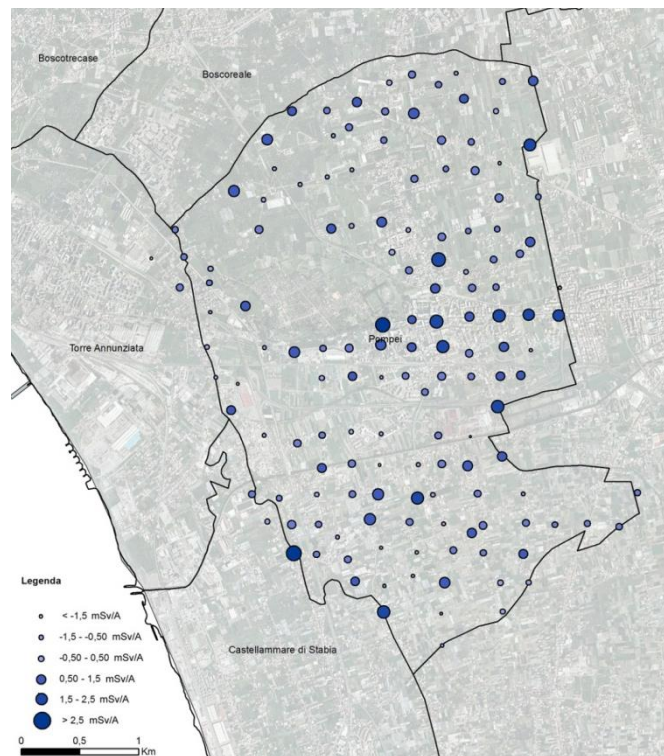 Boscotrecase
Boscoreale
Torre Annunziata
Pompei
Castellammare di Stabia
Legenda
< -1,5 mSv/A
-1,5 - -0,50 mSv/A
-0,50 - 0,50 mSv/A
0,50 - 1,5 mSv/A
1,5 - 2,5 mSv/A
> 2,5 mSv/A
0 0,5 1
Km